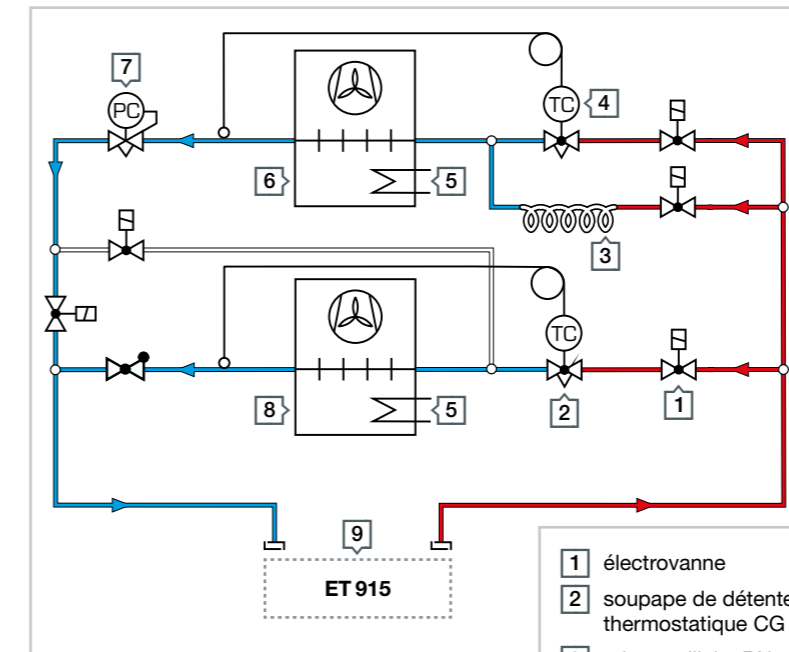 7
PC
TC
4
6
5
3
TC
8
5
2
1
9
ET 915
1 électrovanne
2 soupape de détente
thermostatique CG